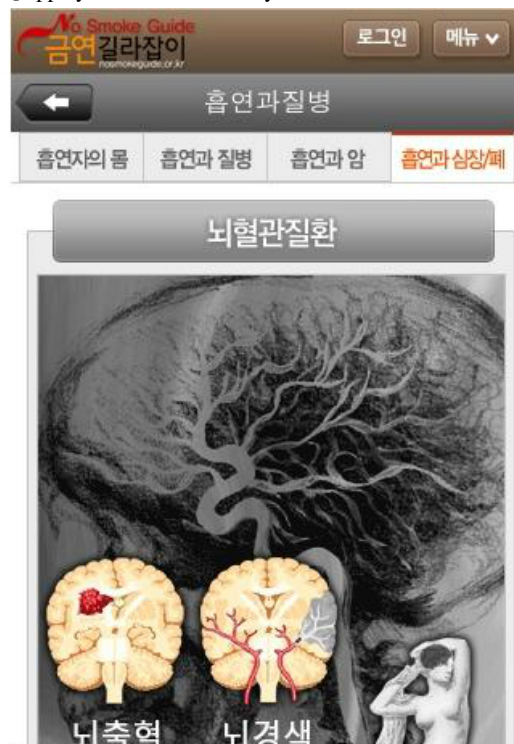 No Smoke Guide
금연길라잡이
nosmokeguide.or.kr
로그인
메뉴
흡연과질병
흡연자의 몸
흡연과 질병
흡연과 암
흡연과 심장/폐
뇌혈관질환
뇌출혈
뇌경색